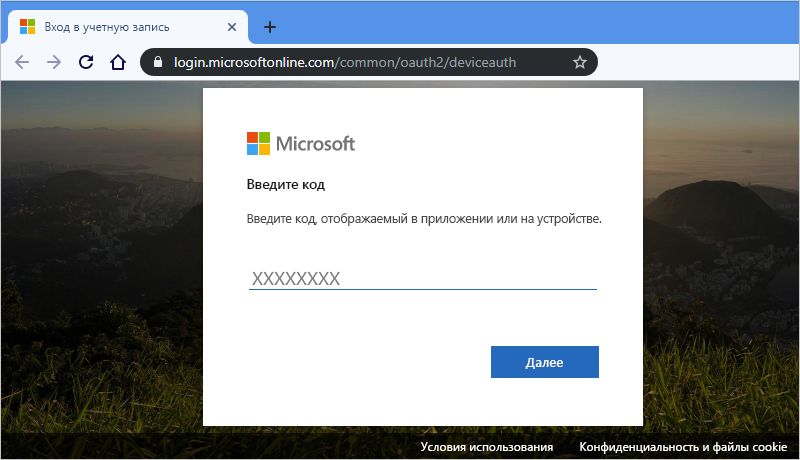 Вход в учетную запись
login.microsoftonline.com/common/oauth2/deviceauth
Microsoft
Введите код
Введите код, отображаемый в приложении или на устройстве.
XXXXXXXX
Далее
Условия использования Конфиденциальность и файлы cookie